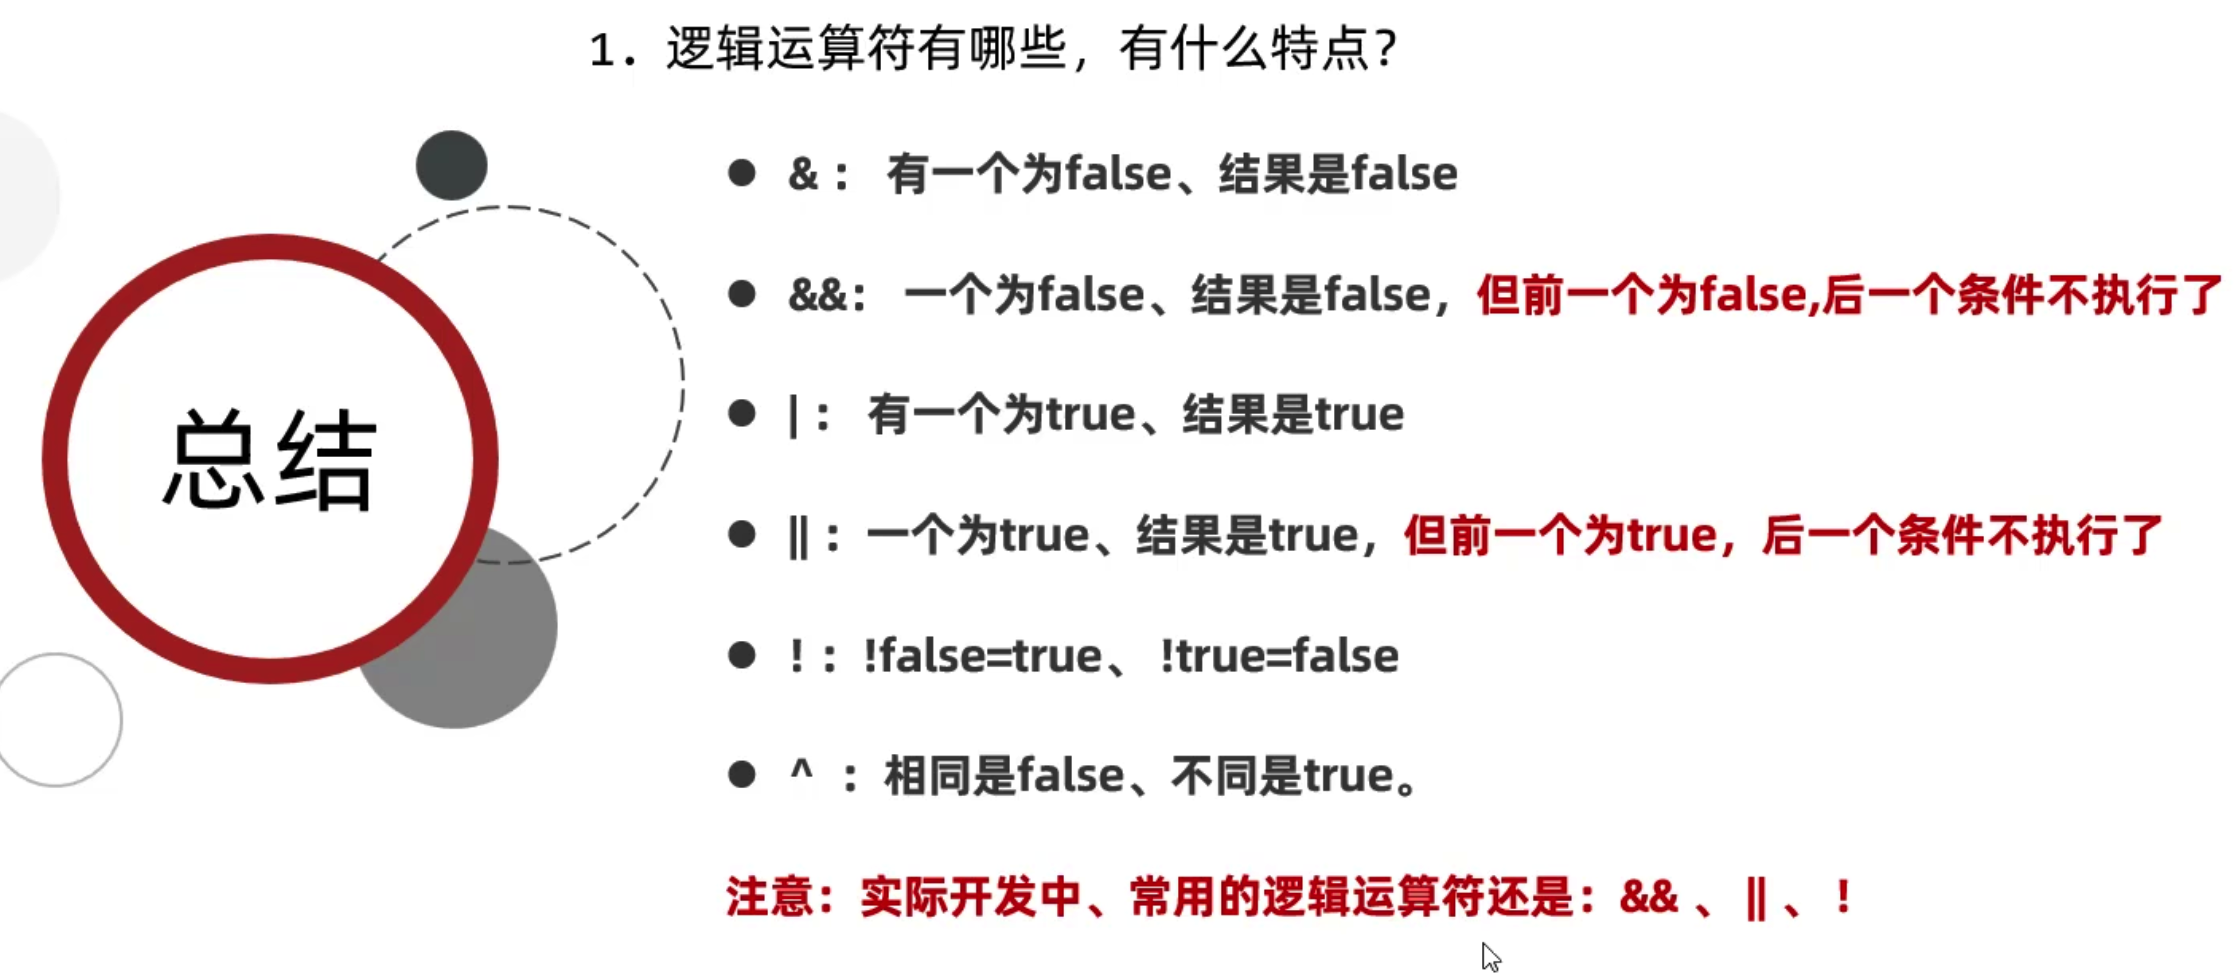 1. 逻辑运算符有哪些，有什么特点？
● & ： 有一个为false、结果是false
● &&： 一个为false、结果是false，但前一个为false,后一个条件不执行了
● | ： 有一个为true、结果是true
● || ：一个为true、结果是true，但前一个为true，后一个条件不执行了
● ! ：!false=true、 !true=false
● ^ ：相同是false、不同是true。
注意：实际开发中、常用的逻辑运算符还是：&& 、|| 、 !
总结